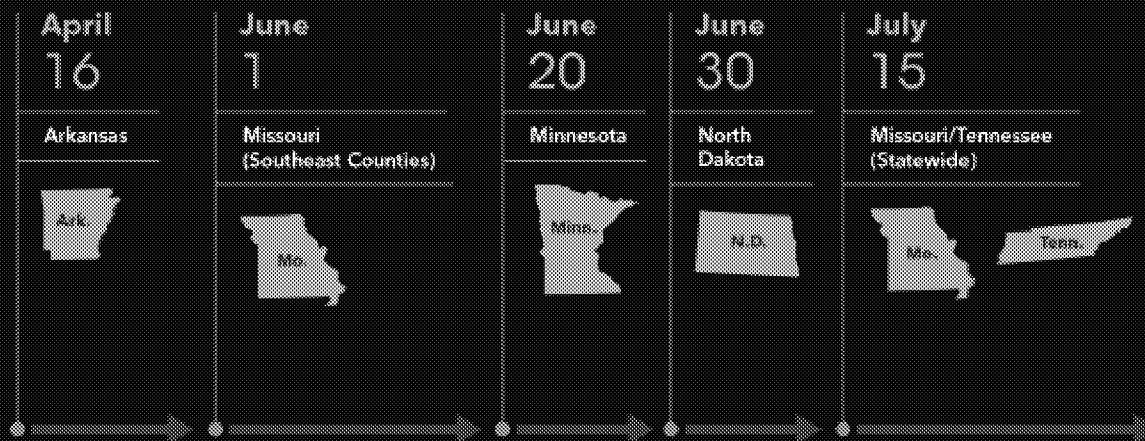 April
16
Arkansas
Ark.
June
1
Missouri
(Southeast Counties)
Mo.
June
20
Minnesota
Minn.
June
30
North
Dakota
N.D.
July
15
Missouri/Tennessee
(Statewide)
Mo.
Tenn.